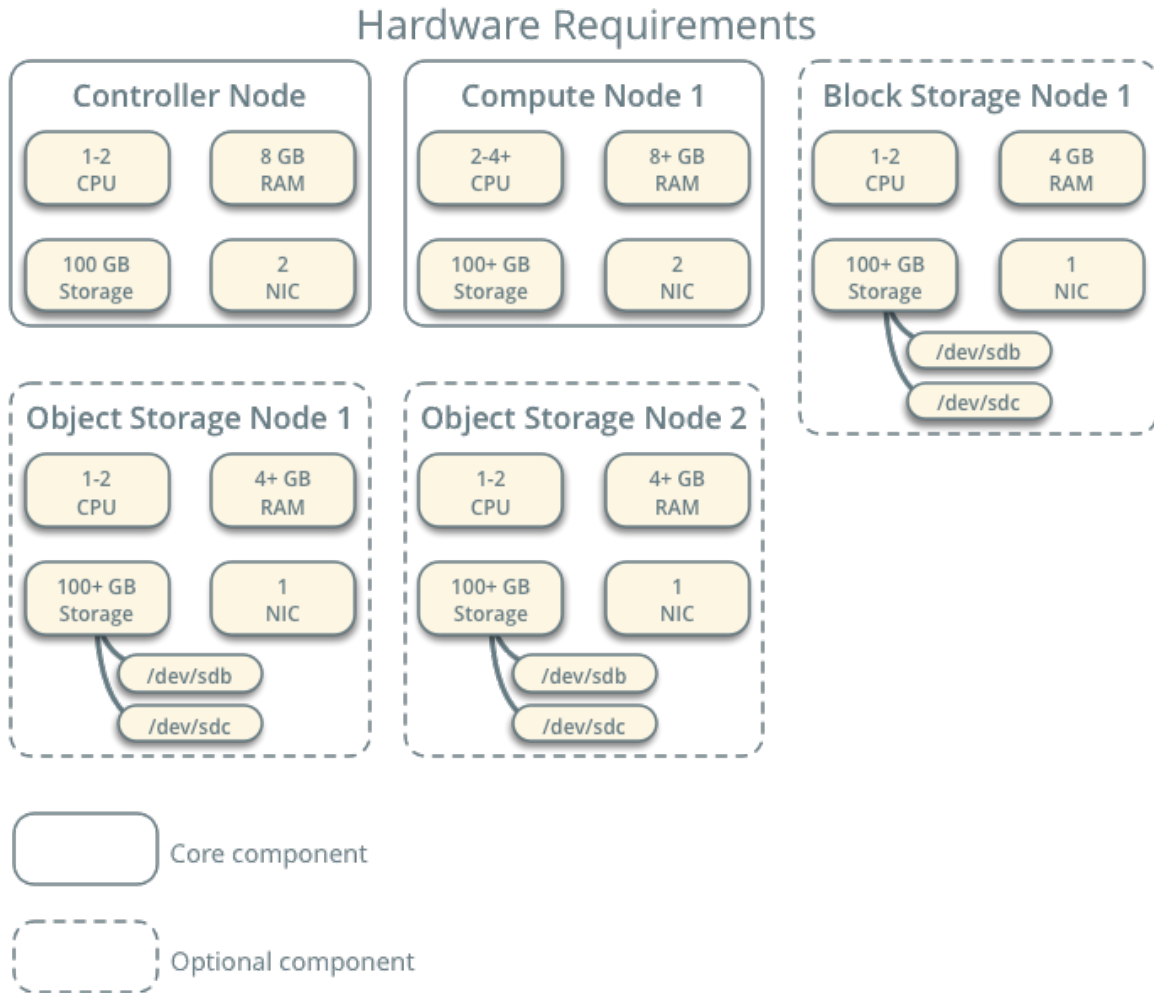 Hardware Requirements
Controller Node
1-2
CPU
8 GB
RAM
100 GB
Storage
2
NIC
Compute Node 1
2-4+
CPU
8+ GB
RAM
100+ GB
Storage
2
NIC
Block Storage Node 1
1-2
CPU
4 GB
RAM
100+ GB
Storage
1
NIC
/dev/sdb
/dev/sdc
Object Storage Node 1
1-2
CPU
4+ GB
RAM
100+ GB
Storage
1
NIC
/dev/sdb
/dev/sdc
Object Storage Node 2
1-2
CPU
4+ GB
RAM
100+ GB
Storage
1
NIC
/dev/sdb
/dev/sdc
Core component
Optional component